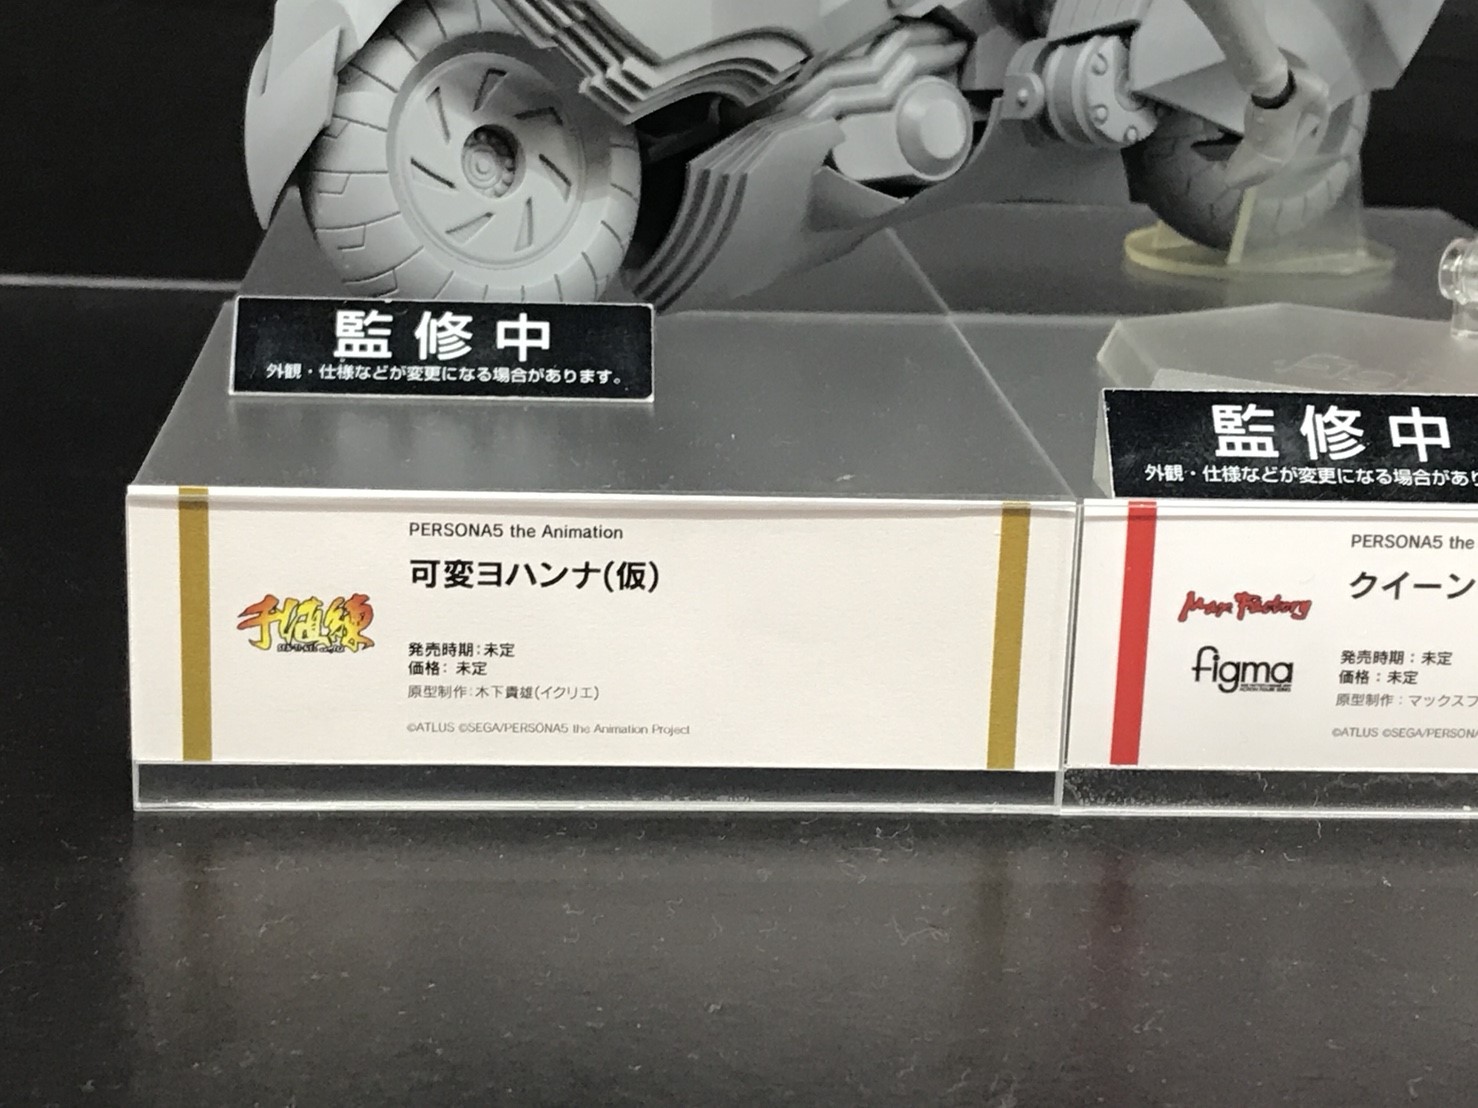 監修中
外観・仕様などが変更になる場合があります。
PERSONA5 the Animation
可変ヨハンナ(仮)
千値練
発売時期：未定
価格：未定
原型制作：木下貴雄(イクリエ)
©ATLUS ©SEGA/PERSONA5 the Animation Project
監修中
外観・仕様などが変更になる場合があり
PERSONA5 the
クイーン
Max Factory
figma
発売時期：未定
価格：未定
原型制作：マックスフ
©ATLUS ©SEGA/PERSONA